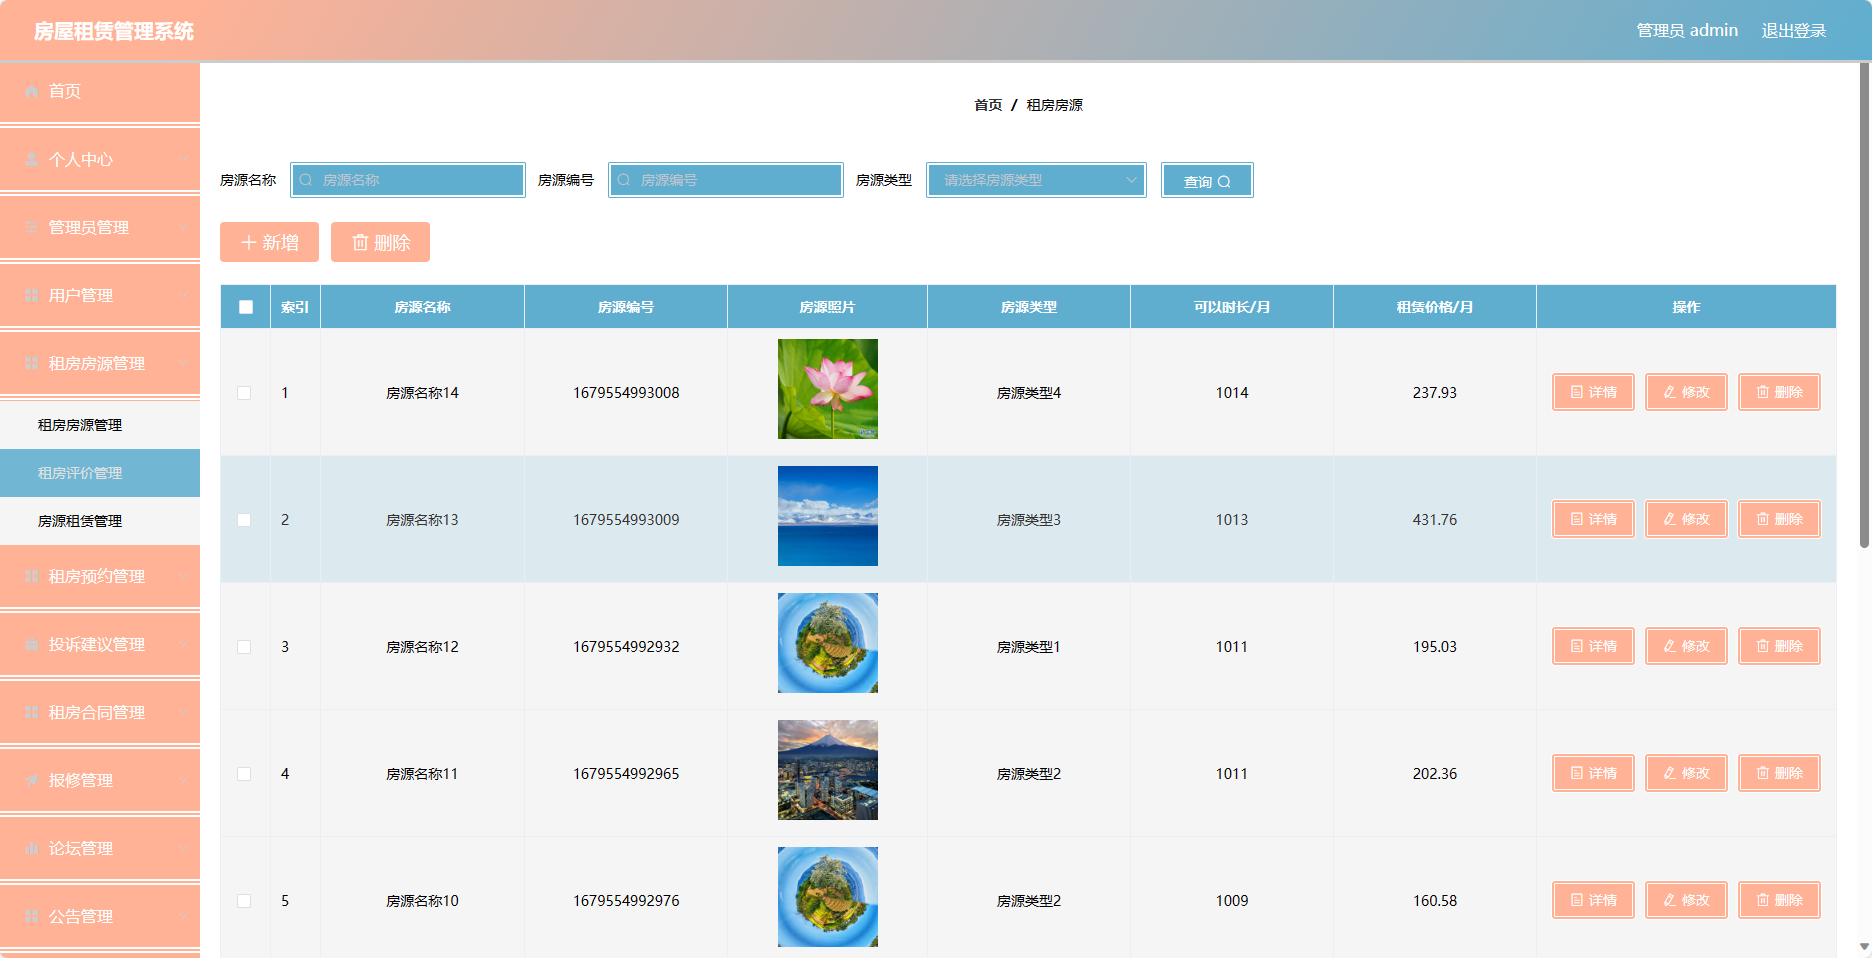 房屋租赁管理系统
管理员 admin 退出登录
首页
个人中心
管理员管理
用户管理
租房房源管理
租房房源管理
租房评价管理
房源租赁管理
租房预约管理
投诉建议管理
租房合同管理
报修管理
论坛管理
公告管理
首页 / 租房房源
房源名称 房源名称 房源编号 房源编号 房源类型 请选择房源类型 查询
新增 删除
索引 房源名称 房源编号 房源照片 房源类型 可以时长/月 租赁价格/月 操作
1 房源名称14 1679554993008 房源类型4 1014 237.93 详情 修改 删除
2 房源名称13 1679554993009 房源类型3 1013 431.76 详情 修改 删除
3 房源名称12 1679554992932 房源类型1 1011 195.03 详情 修改 删除
4 房源名称11 1679554992965 房源类型2 1011 202.36 详情 修改 删除
5 房源名称10 1679554992976 房源类型2 1009 160.58 详情 修改 删除